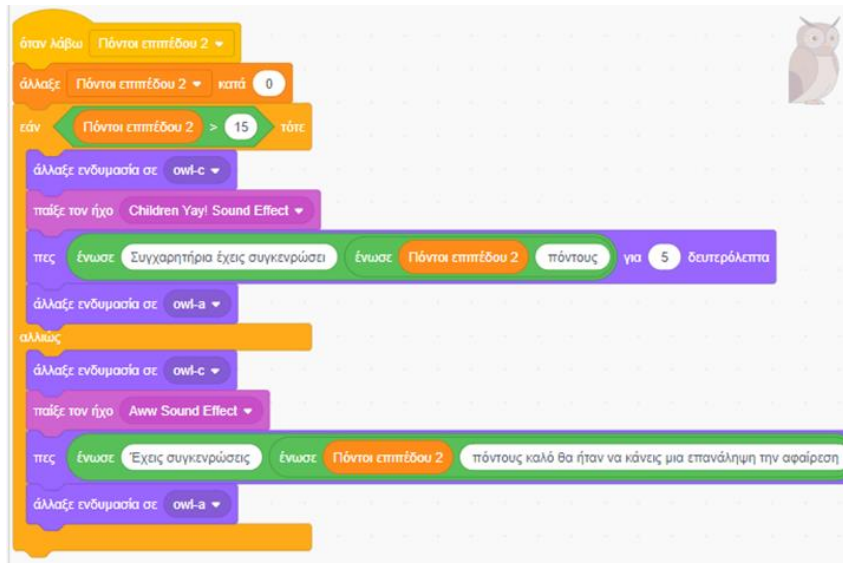 όταν λάβω Πόντοι επιπέδου 2
άλλαξε Πόντοι επιπέδου 2 κατά 0
εάν Πόντοι επιπέδου 2 > 15 τότε
άλλαξε ενδυμασία σε owl-c
παίξε τον ήχο Children Yay! Sound Effect
πες ένωσε Συγχαρητήρια έχεις συγκενρώσει ένωσε Πόντοι επιπέδου 2 πόντους για 5 δευτερόλεπτα
άλλαξε ενδυμασία σε owl-a
αλλιώς
άλλαξε ενδυμασία σε owl-c
παίξε τον ήχο Aww Sound Effect
πες ένωσε Έχεις συγκενρώσεις ένωσε Πόντοι επιπέδου 2 πόντους καλό θα ήταν να κάνεις μια επανάληψη την αφαίρεση
άλλαξε ενδυμασία σε owl-a